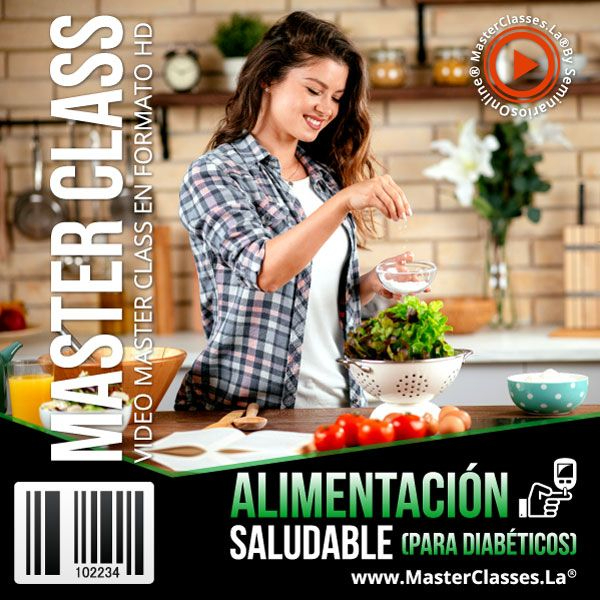 MASTER CLASS
VIDEO MASTER CLASS EN FORMATO HD
MasterClasses.La®By SeminariosOnline®
102234
ALIMENTACIÓN
SALUDABLE (PARA DIABÉTICOS)
www.MasterClasses.La®